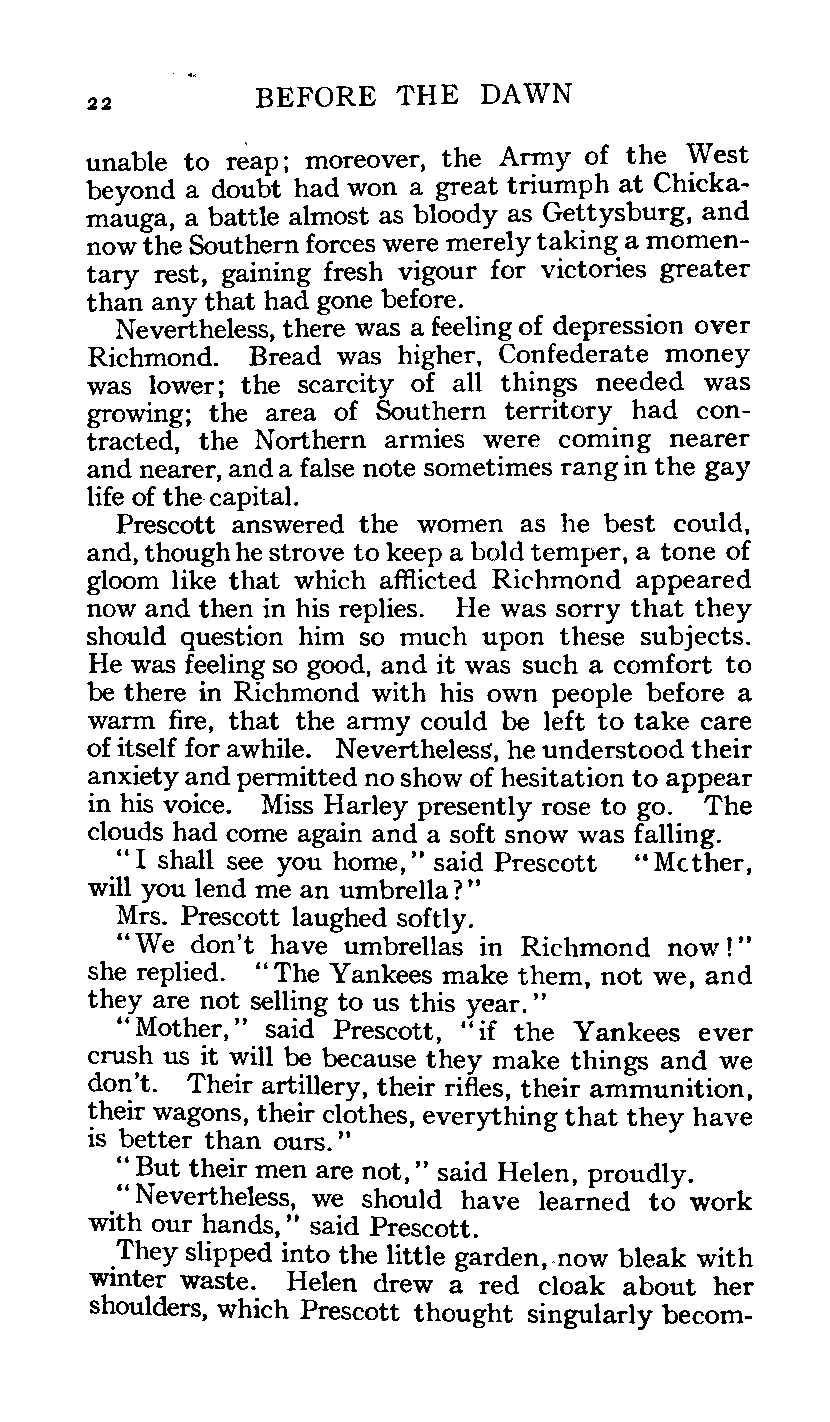 22 BEFORE THE DAWN
unable to reap; moreover, the Army of the West
beyond a doubt had won a great triumph at Chicka-
mauga, a battle almost as bloody as Gettysburg, and
now the Southern forces were merely taking a momen-
tary rest, gaining fresh vigour for victories greater
than any that had gone before.
Nevertheless, there was a feeling of depression over
Richmond. Bread was higher, Confederate money
was lower; the scarcity of all things needed was
growing; the area of Southern territory had con-
tracted, the Northern armies were coming nearer
and nearer, and a false note sometimes rang in the gay
life of the capital.
Prescott answered the women as he best could,
and, though he strove to keep a bold temper, a tone of
gloom like that which afflicted Richmond appeared
now and then in his replies. He was sorry that they
should question him so much upon these subjects.
He was feeling so good, and it was such a comfort to
be there in Richmond with his own people before a
warm fire, that the army could be left to take care
of itself for awhile. Nevertheless, he understood their
anxiety and permitted no show of hesitation to appear
in his voice. Miss Harley presently rose to go. The
clouds had come again and a soft snow was falling.
"I shall see you home," said Prescott "Mother,
will you lend me an umbrella?"
Mrs. Prescott laughed softly.
"We don't have umbrellas in Richmond now!"
she replied. "The Yankees make them, not we, and
they are not selling to us this year."
"Mother," said Prescott, "if the Yankees ever
crush us it will be because they make things and we
don't. Their artillery, their rifles, their ammunition,
their wagons, their clothes, everything that they have
is better than ours."
"But their men are not," said Helen, proudly.
"Nevertheless, we should have learned to work
with our hands," said Prescott.
They slipped into the little garden, now bleak with
winter waste. Helen drew a red cloak about her
shoulders, which Prescott thought singularly becom-